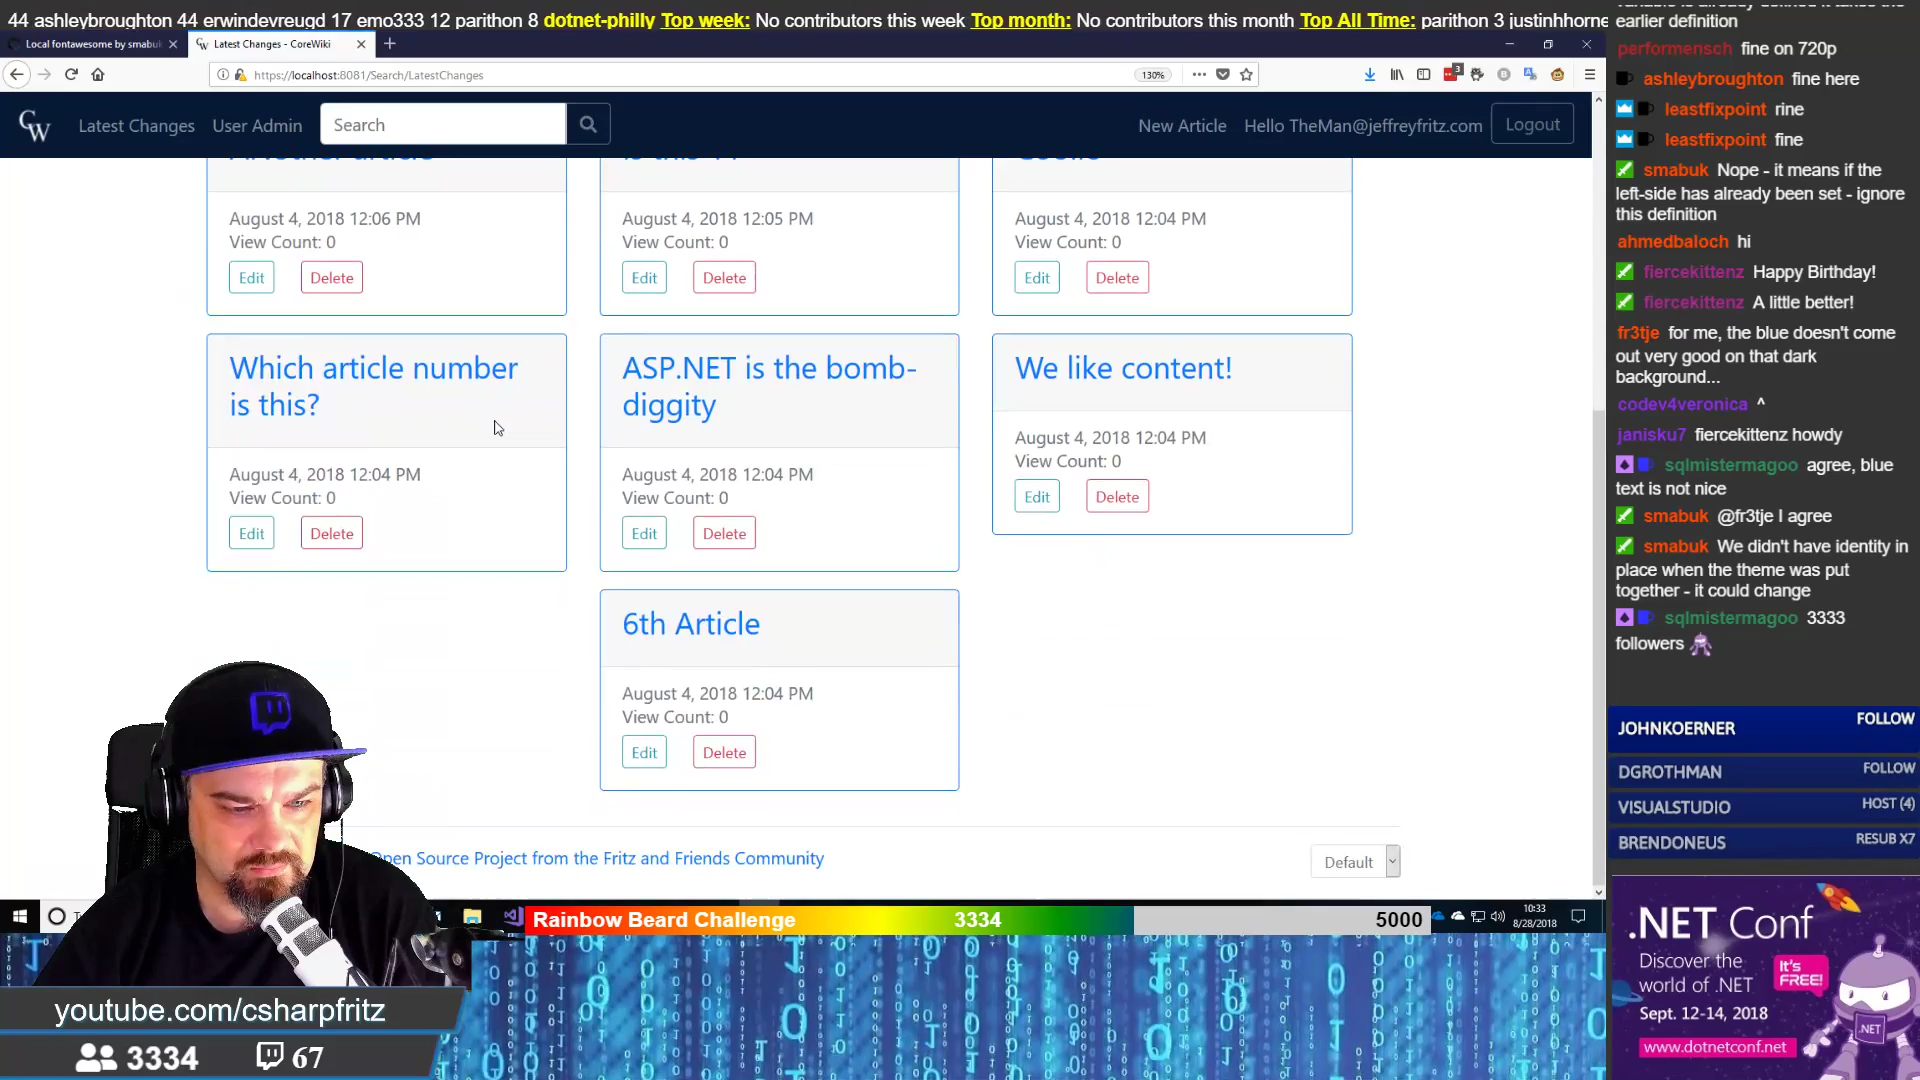 44 ashleybroughton 44 erwindevreugd 17 emo333 12 parithon 8 dotnet-philly Top week: No contributors this week Top month: No contributors this month Top All Time: parithon 3 justinhhorne
Local fontawesome by smabuk
Latest Changes - CoreWiki
https://localhost:8081/Search/LatestChanges
130%
3
CW
Latest Changes
User Admin
Search
New Article
Hello TheMan@jeffreyfritz.com
Logout
August 4, 2018 12:06 PM
View Count: 0
Edit
Delete
August 4, 2018 12:05 PM
View Count: 0
Edit
Delete
August 4, 2018 12:04 PM
View Count: 0
Edit
Delete
Which article number
is this?
August 4, 2018 12:04 PM
View Count: 0
Edit
Delete
ASP.NET is the bomb-
diggity
August 4, 2018 12:04 PM
View Count: 0
Edit
Delete
We like content!
August 4, 2018 12:04 PM
View Count: 0
Edit
Delete
6th Article
August 4, 2018 12:04 PM
View Count: 0
Edit
Delete
Open Source Project from the Fritz and Friends Community
Default
Rainbow Beard Challenge
3334
5000
10:33
8/28/2018
youtube.com/csharpfritz
3334
67
earlier definition
performensch fine on 720p
ashleybroughton fine here
leastfixpoint rine
leastfixpoint fine
smabuk Nope - it means if the
left-side has already been set - ignore
this definition
ahmedbaloch hi
fiercekittenz Happy Birthday!
fiercekittenz A little better!
fr3tje for me, the blue doesn't come
out very good on that dark
background...
codev4veronica ^
janisku7 fiercekittenz howdy
sqlmistermagoo agree, blue
text is not nice
smabuk @fr3tje I agree
smabuk We didn't have identity in
place when the theme was put
together - it could change
sqlmistermagoo 3333
followers
JOHNKOERNER FOLLOW
DGROTHMAN FOLLOW
VISUALSTUDIO HOST (4)
BRENDONEUS RESUB X7
.NET Conf
Discover the
world of .NET
It's
FREE!
Sept. 12-14, 2018
www.dotnetconf.net
.NET